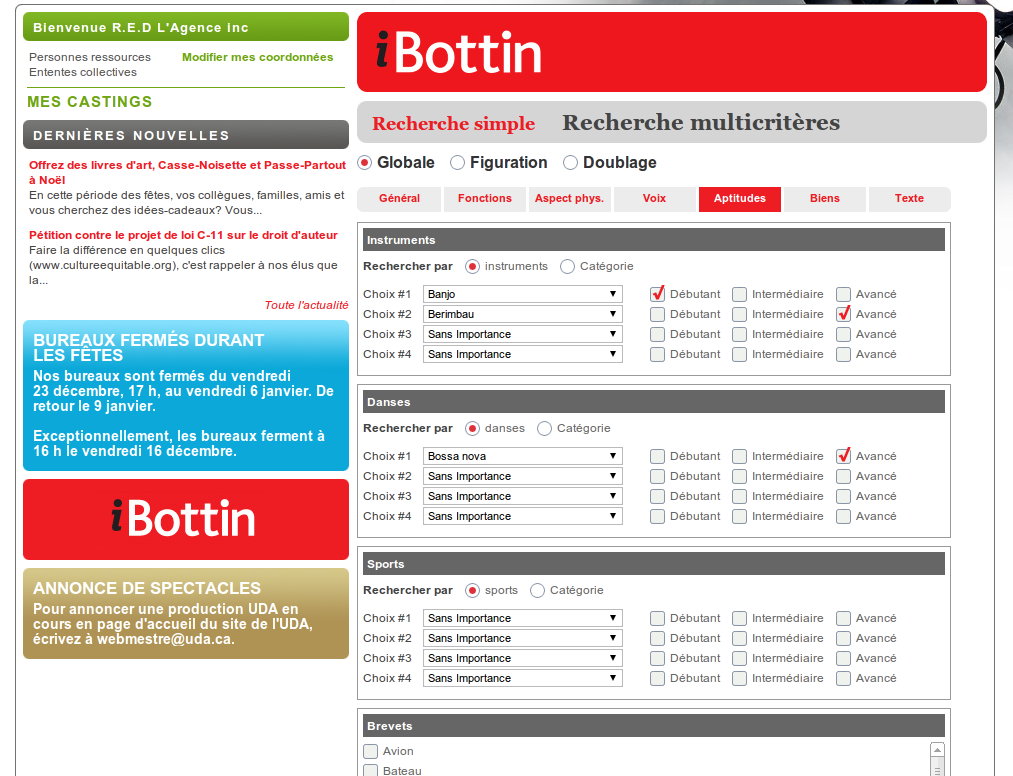 Bienvenue R.E.D L'Agence inc
Personnes ressources
Modifier mes coordonnées
Ententes collectives
MES CASTINGS
DERNIÈRES NOUVELLES
Offrez des livres d'art, Casse-Noisette et Passe-Partout
à Noël
En cette période des fêtes, vos collègues, familles, amis et
vous cherchez des idées-cadeaux? Vous...
Pétition contre le projet de loi C-11 sur le droit d'auteur
Faire la différence en quelques clics
(www.cultureequitable.org), c'est rappeler à nos élus que
la...
Toute l'actualité
BUREAUX FERMÉS DURANT
LES FÊTES
Nos bureaux sont fermés du vendredi
23 décembre, 17 h, au vendredi 6 janvier. De
retour le 9 janvier.
Exceptionnellement, les bureaux ferment à
16 h le vendredi 16 décembre.
iBottin
ANNONCE DE SPECTACLES
Pour annoncer une production UDA en
cours en page d'accueil du site de l'UDA,
écrivez à webmestre@uda.ca.
iBottin
Recherche simple Recherche multicritères
Globale Figuration Doublage
Général Fonctions Aspect phys. Voix Aptitudes Biens Texte
Instruments
Rechercher par instruments Catégorie
Choix #1 Banjo Débutant Intermédiaire Avancé
Choix #2 Berimbau Débutant Intermédiaire Avancé
Choix #3 Sans Importance Débutant Intermédiaire Avancé
Choix #4 Sans Importance Débutant Intermédiaire Avancé
Danses
Rechercher par danses Catégorie
Choix #1 Bossa nova Débutant Intermédiaire Avancé
Choix #2 Sans Importance Débutant Intermédiaire Avancé
Choix #3 Sans Importance Débutant Intermédiaire Avancé
Choix #4 Sans Importance Débutant Intermédiaire Avancé
Sports
Rechercher par sports Catégorie
Choix #1 Sans Importance Débutant Intermédiaire Avancé
Choix #2 Sans Importance Débutant Intermédiaire Avancé
Choix #3 Sans Importance Débutant Intermédiaire Avancé
Choix #4 Sans Importance Débutant Intermédiaire Avancé
Brevets
Avion
Bateau